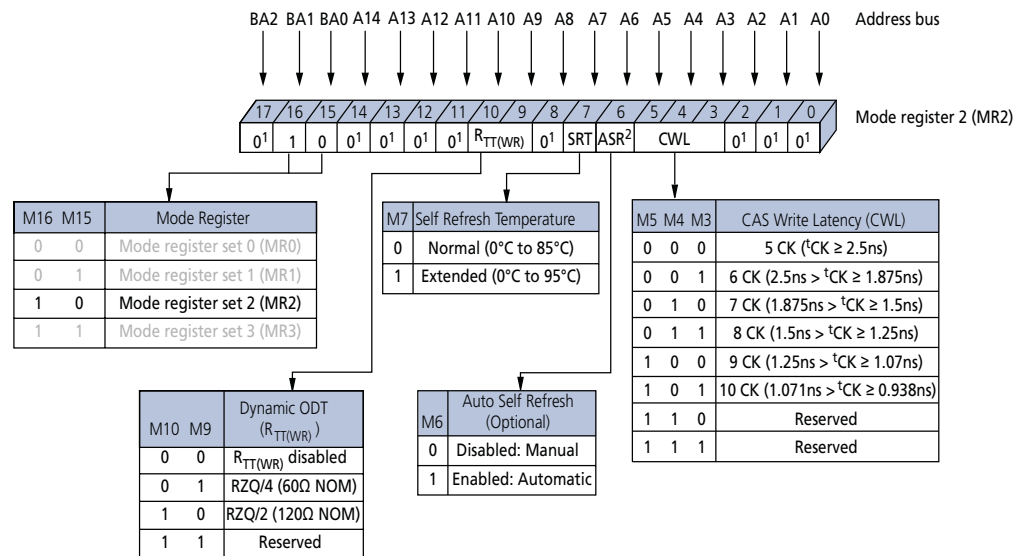 BA2 BA1 BA0 A14 A13 A12 A11 A10 A9 A8 A7 A6 A5 A4 A3 A2 A1 A0 Address bus
17 16 15 14 13 12 11 10 9 8 7 6 5 4 3 2 1 0
Mode register 2 (MR2)
0¹ 1 0 0¹ 0¹ 0¹ 0¹ RTT(WR) 0¹ SRT ASR² CWL 0¹ 0¹ 0¹
M16 M15 Mode Register
0 0 Mode register set 0 (MR0)
0 1 Mode register set 1 (MR1)
1 0 Mode register set 2 (MR2)
1 1 Mode register set 3 (MR3)
M7 Self Refresh Temperature
0 Normal (0°C to 85°C)
1 Extended (0°C to 95°C)
M5 M4 M3 CAS Write Latency (CWL)
0 0 0 5 CK (ᵗCK ≥ 2.5ns)
0 0 1 6 CK (2.5ns > ᵗCK ≥ 1.875ns)
0 1 0 7 CK (1.875ns > ᵗCK ≥ 1.5ns)
0 1 1 8 CK (1.5ns > ᵗCK ≥ 1.25ns)
1 0 0 9 CK (1.25ns > ᵗCK ≥ 1.07ns)
1 0 1 10 CK (1.071ns > ᵗCK ≥ 0.938ns)
1 1 0 Reserved
1 1 1 Reserved
M10 M9 Dynamic ODT
(RTT(WR) )
0 0 RTT(WR) disabled
0 1 RZQ/4 (60Ω NOM)
1 0 RZQ/2 (120Ω NOM)
1 1 Reserved
M6 Auto Self Refresh
(Optional)
0 Disabled: Manual
1 Enabled: Automatic